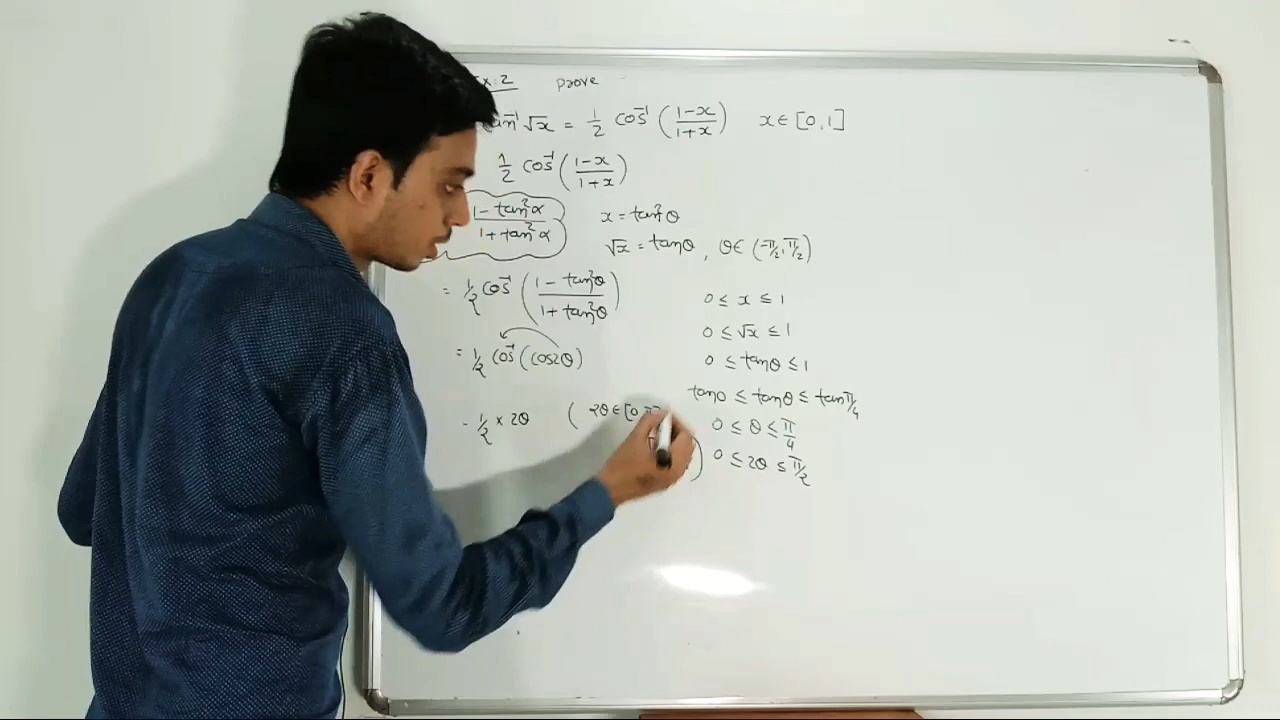 Ex:2 Prove
tan⁻¹√x = 1/2 cos⁻¹((1-x)/(1+x)) x ∈ [0,1]
1/2 cos⁻¹((1-x)/(1+x))
(1-tan²α)/(1+tan²α) x = tan²θ
√x = tanθ, θ ∈ (-π/2, π/2)
= 1/2 cos⁻¹((1-tan²θ)/(1+tan²θ)) 0 ≤ x ≤ 1
0 ≤ √x ≤ 1
= 1/2 cos⁻¹(cos2θ) 0 ≤ tanθ ≤ 1
tan0 ≤ tanθ ≤ tanπ/4
- 1/2 × 2θ ( 2θ ∈ [0, 0 ≤ θ ≤ π/4
) 0 ≤ 2θ ≤ π/2